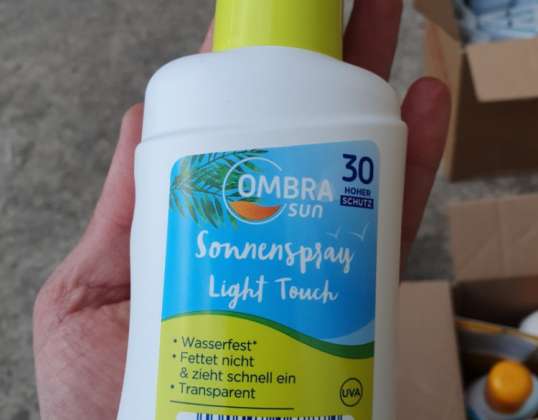 OMBRA
sun
30
HOHER
SCHUTZ
Sonnenspray
Light Touch
• Wasserfest*
• Fettet nicht
& zieht schnell ein
• Transparent
UVA